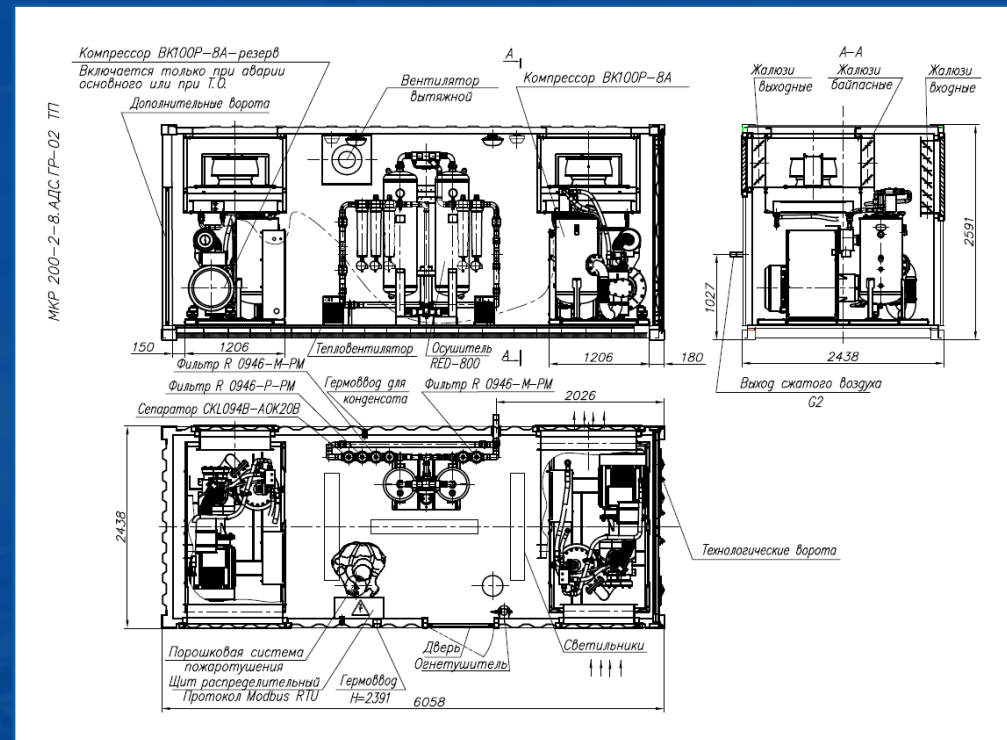 МКР 200-2-8.АДС ГР-02 ТП
Компрессор ВК100Р-8А-резерв
Включается только при аварии
основного или при Т.О.
Дополнительные ворота
Вентилятор
вытяжной
А
Компрессор ВК100Р-8А
А-А
Жалюзи
выходные
Жалюзи
байпасные
Жалюзи
входные
2591
1027
150
1206
Тепловентилятор
Осушитель
RED-800
А
1206
180
2438
Выход сжатого воздуха
G2
Фильтр R 0946-M-PM
Фильтр R 0946-P-PM
Сепаратор CKL094B-AOK20B
Гермоввод для
конденсата
Фильтр R 0946-M-PM
2026
2438
Технологические ворота
Порошковая система
пожаротушения
Щит распределительный
Протокол Modbus RTU
Гермоввод
H=2391
Дверь
Огнетушитель
Светильники
6058